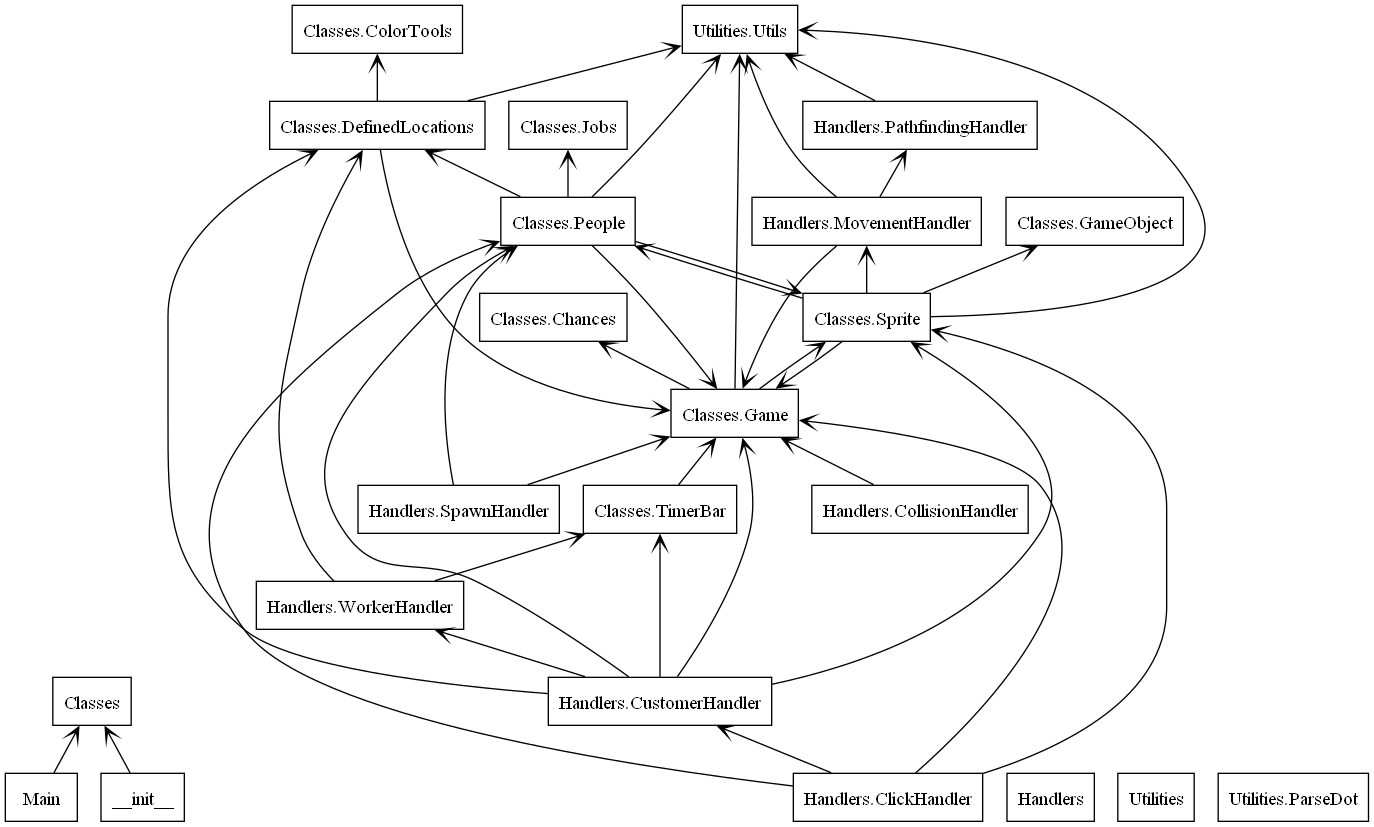 Classes.ColorTools
Utilities.Utils
Classes.DefinedLocations
Classes.Jobs
Handlers.PathfindingHandler
Classes.People
Handlers.MovementHandler
Classes.GameObject
Classes.Chances
Classes.Sprite
Classes.Game
Handlers.SpawnHandler
Classes.TimerBar
Handlers.CollisionHandler
Handlers.WorkerHandler
Classes
Handlers.CustomerHandler
Main
__init__
Handlers.ClickHandler
Handlers
Utilities
Utilities.ParseDot